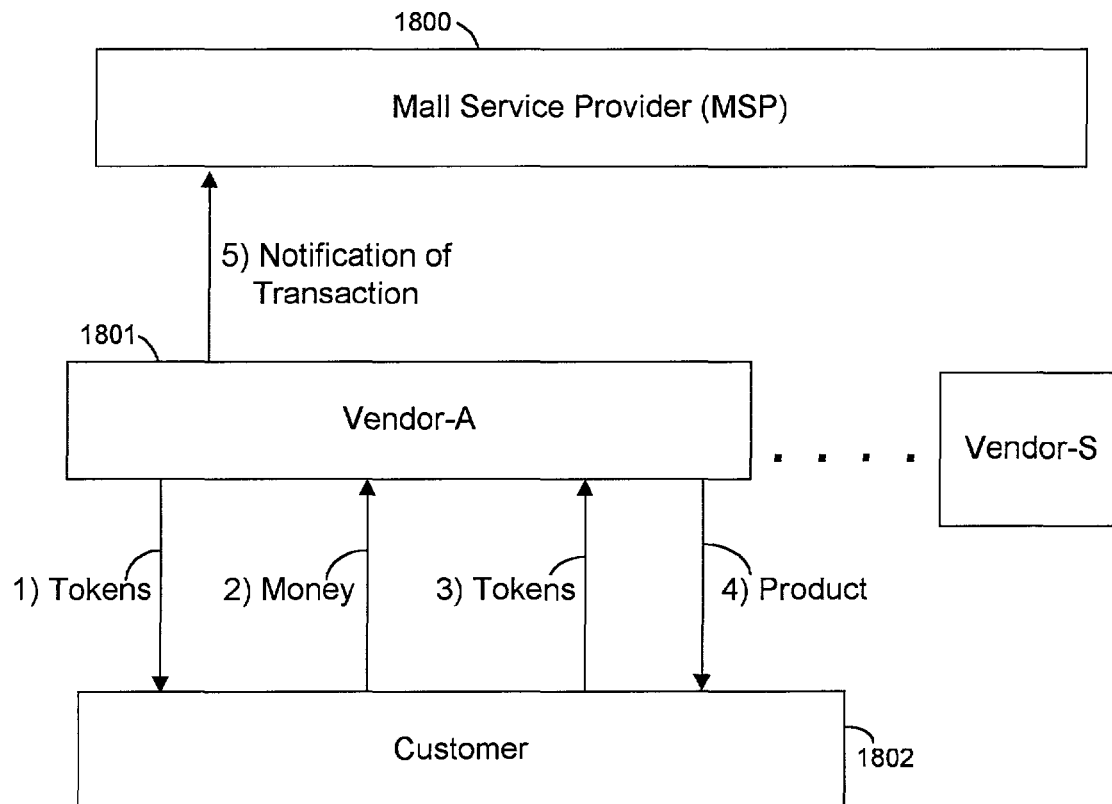 1800
Mall Service Provider (MSP)
5) Notification of
Transaction
1801
Vendor-A
. . . .
Vendor-S
1) Tokens
2) Money
3) Tokens
4) Product
Customer
1802